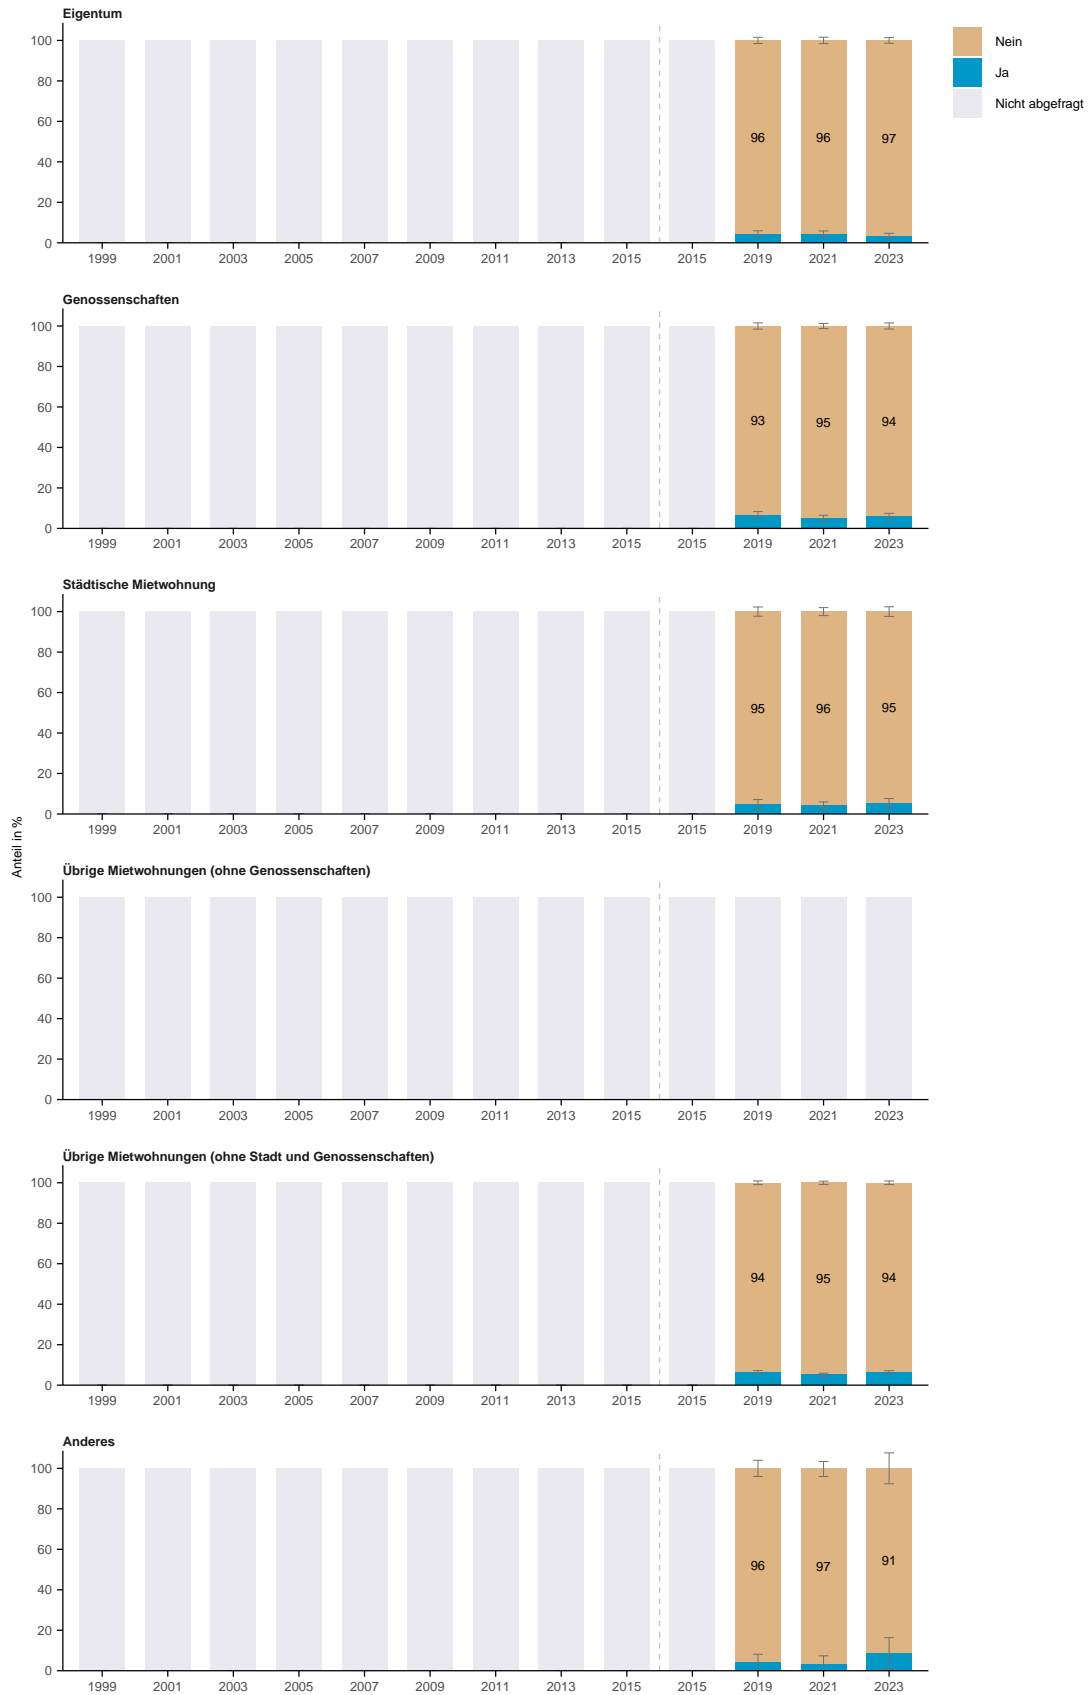 Eigentum
100
80
60
40
20
0
96 96 97
1999 2001 2003 2005 2007 2009 2011 2013 2015 2015 2019 2021 2023
Nein
Ja
Nicht abgefragt
Genossenschaften
100
80
60
40
20
0
93 95 94
1999 2001 2003 2005 2007 2009 2011 2013 2015 2015 2019 2021 2023
Städtische Mietwohnung
100
80
60
40
20
0
95 96 95
1999 2001 2003 2005 2007 2009 2011 2013 2015 2015 2019 2021 2023
Anteil in %
Übrige Mietwohnungen (ohne Genossenschaften)
100
80
60
40
20
0
1999 2001 2003 2005 2007 2009 2011 2013 2015 2015 2019 2021 2023
Übrige Mietwohnungen (ohne Stadt und Genossenschaften)
100
80
60
40
20
0
94 95 94
1999 2001 2003 2005 2007 2009 2011 2013 2015 2015 2019 2021 2023
Anderes
100
80
60
40
20
0
96 97 91
1999 2001 2003 2005 2007 2009 2011 2013 2015 2015 2019 2021 2023